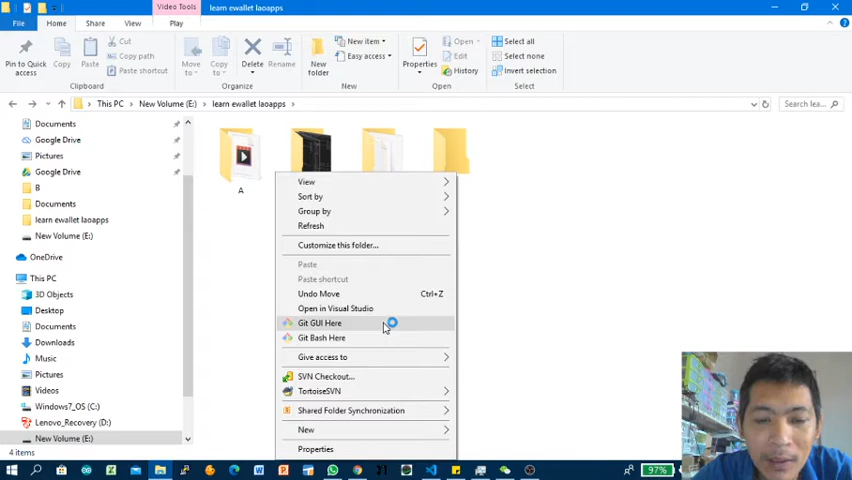 Video Tools
learn ewallet laoapps
File
Home
Share
View
Play
Pin to Quick access
Copy
Paste
Cut
Copy path
Paste shortcut
Clipboard
Move to
Copy to
Delete
Rename
Organize
New folder
New item
Easy access
New
Properties
Open
Edit
History
Open
Select all
Select none
Invert selection
Select
This PC
New Volume (E:)
learn ewallet laoapps
Search lea...
Documents
Google Drive
Pictures
Google Drive
B
Documents
learn ewallet laoapps
New Volume (E:)
OneDrive
This PC
3D Objects
Desktop
Documents
Downloads
Music
Pictures
Videos
Windows7_OS (C:)
Lenovo_Recovery (D:)
New Volume (E:)
4 items
A
View
Sort by
Group by
Refresh
Customize this folder...
Paste
Paste shortcut
Undo Move
Ctrl+Z
Open in Visual Studio
Git GUI Here
Git Bash Here
Give access to
SVN Checkout...
TortoiseSVN
Shared Folder Synchronization
New
Properties
97%